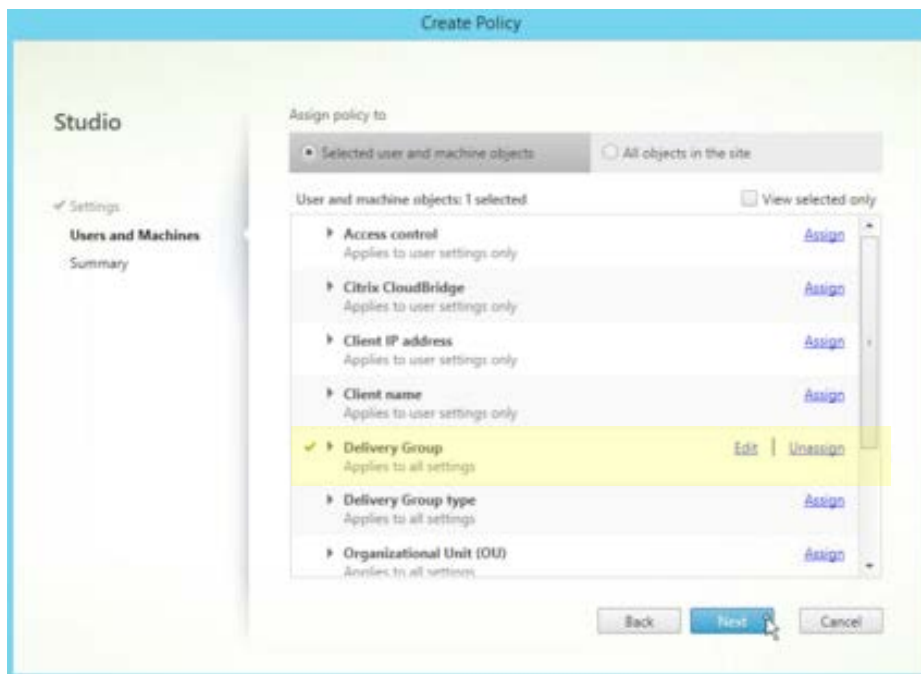 Create Policy
Studio
Settings
Users and Machines
Summary
Assign policy to
Selected user and machine objects
All objects in the site
User and machine objects: 1 selected
View selected only
Access control
Assign
Applies to user settings only
Citrix CloudBridge
Assign
Applies to user settings only
Client IP address
Assign
Applies to user settings only
Client name
Assign
Applies to user settings only
Delivery Group
Edit | Unassign
Applies to all settings
Delivery Group type
Assign
Applies to all settings
Organizational Unit (OU)
Assign
Applies to all settings
Back
Next
Cancel